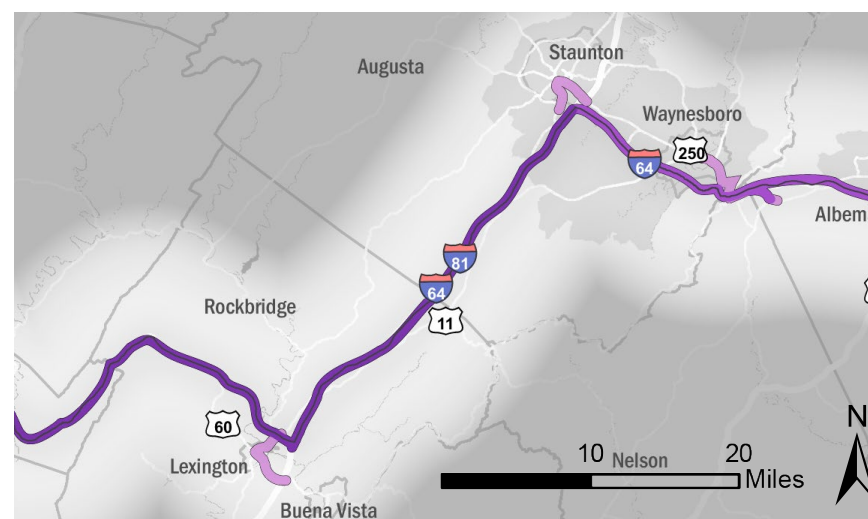 Staunton
Augusta
Waynesboro
250
64
Albem
81
64
Rockbridge
11
60
Lexington
Buena Vista
10
20
Nelson
Miles
N